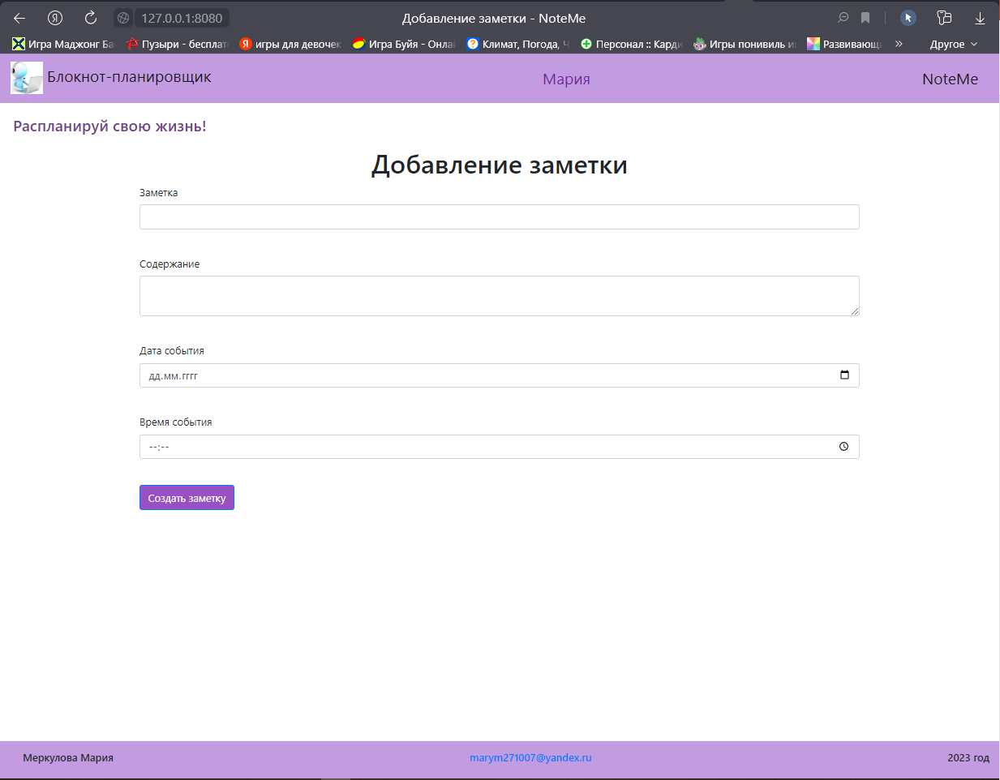 Добавление заметки - NoteMe
127.0.0.1:8080
Игра Маджонг Ба
Пузыри - бесплат
игры для девочек
Игра Буйя - Онла
Климат, Погода, Ч
Персонал :: Карди
Игры понивиль и
Развивающ
»
Другое
Блокнот-планировщик
Мария
NoteMe
Распланируй свою жизнь!
Добавление заметки
Заметка
Содержание
Дата события
дд.мм.гггг
Время события
--:--
Создать заметку
Меркулова Мария
marym271007@yandex.ru
2023 год